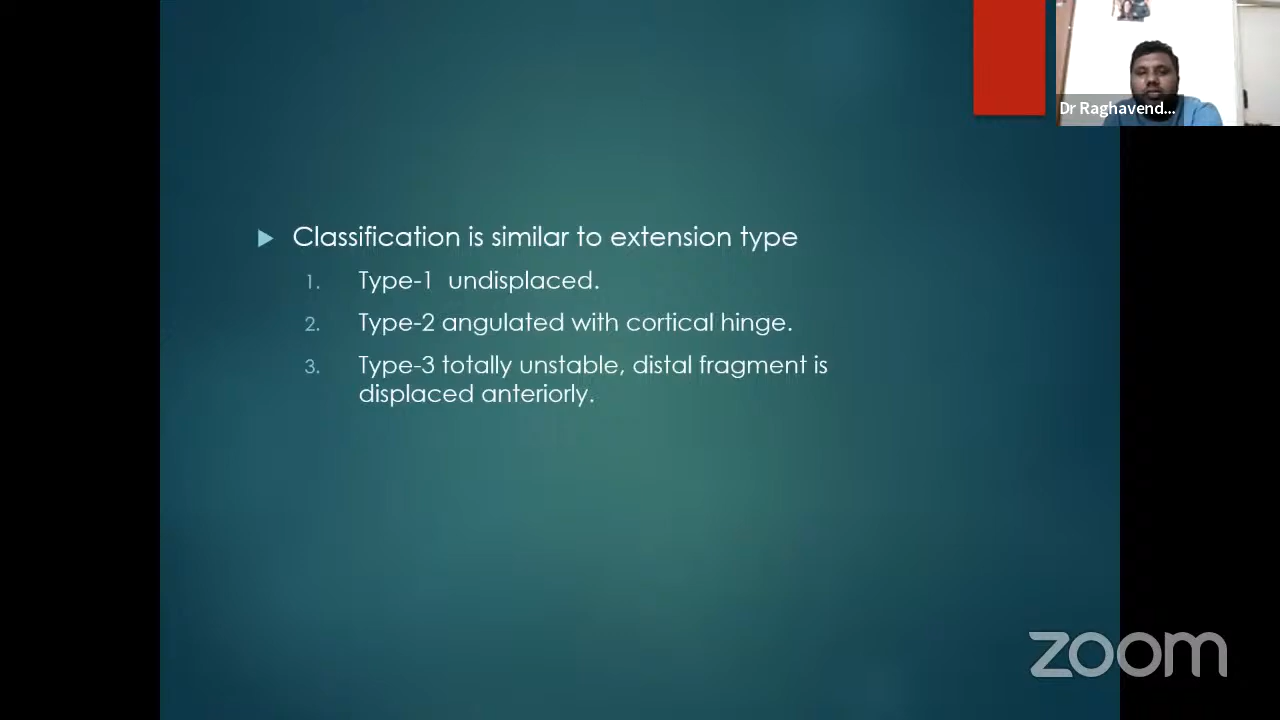 Dr Raghavend...
Classification is similar to extension type
1. Type-1 undisplaced.
2. Type-2 angulated with cortical hinge.
3. Type-3 totally unstable, distal fragment is
displaced anteriorly.
zoom